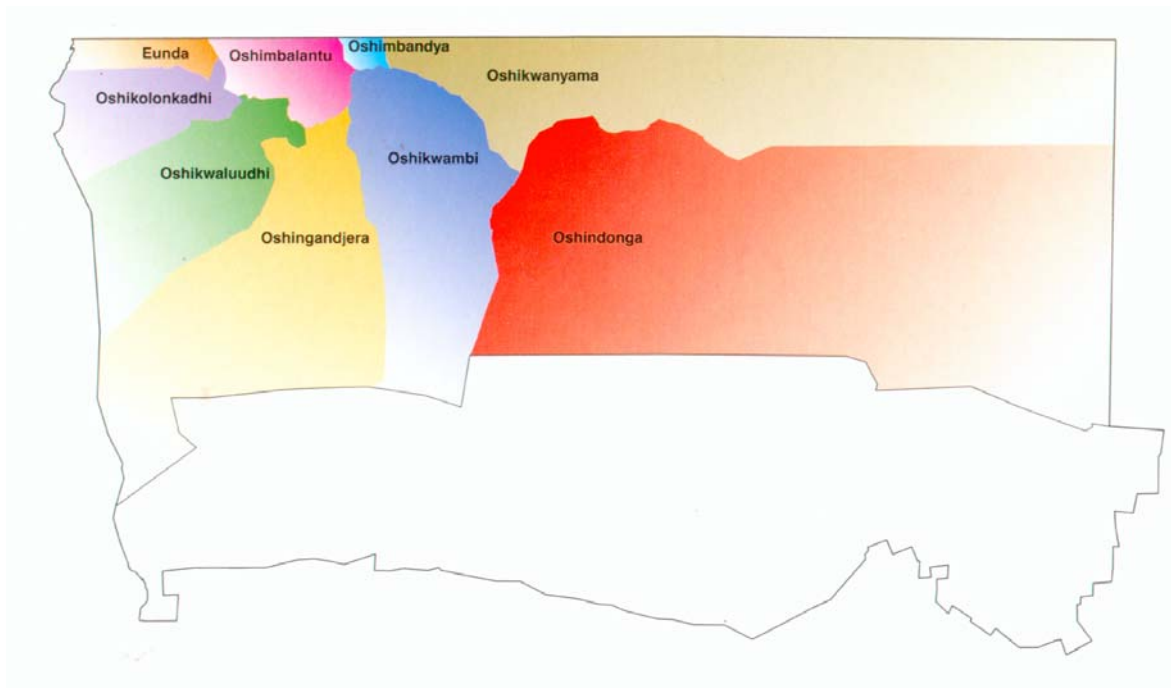 Eunda
Oshimbalantu
Oshimbandya
Oshikwanyama
Oshikolonkadhi
Oshikwambi
Oshikwaluudhi
Oshingandjera
Oshindonga